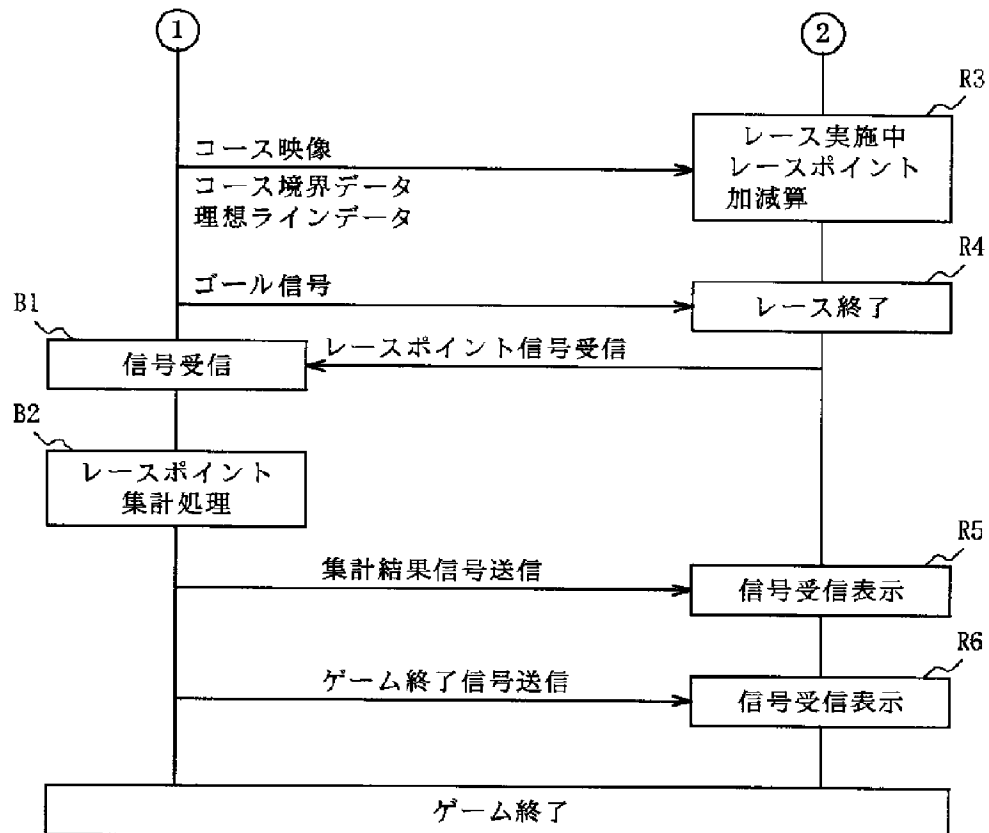 1
2
R3
レース実施中
レースポイント
加減算
コース映像
コース境界データ
理想ラインデータ
R4
ゴール信号
レース終了
B1
レースポイント信号受信
信号受信
B2
レースポイント
集計処理
R5
集計結果信号送信
信号受信表示
R6
ゲーム終了信号送信
信号受信表示
ゲーム終了